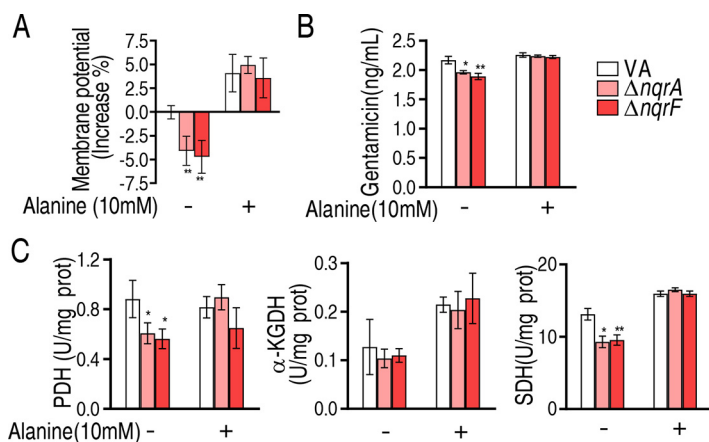 A
Membrane potential
(Increase %)
7.5
5.0
2.5
0.0
-2.5
-5.0
-7.5
** **
Alanine (10mM) - +
B
Gentamicin(ng/mL)
2.5
2.0
1.5
2.0
0.5
0.0
* **
Alanine(10mM) - +
VA
ΔnqrA
ΔnqrF
C
PDH (U/mg prot)
1.2
0.8
0.4
0.0
* *
Alanine(10mM) - +
α-KGDH
(U/mg prot)
0.3
0.2
0.1
0.0
- +
SDH(U/mg prot)
20
10
0
* **
- +